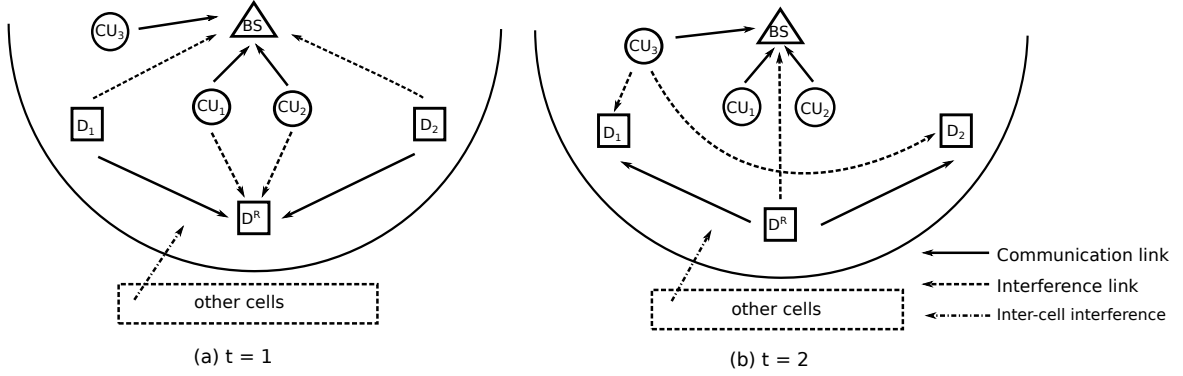 CU₃
BS
CU₁
CU₂
D₁
D₂
Dᴿ
other cells
(a) t = 1
CU₃
BS
CU₁
CU₂
D₁
D₂
Dᴿ
other cells
(b) t = 2
Communication link
Interference link
Inter-cell interference